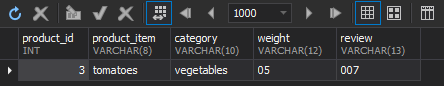 1000
product_id product_item category weight review
INT VARCHAR(8) VARCHAR(10) VARCHAR(12) VARCHAR(13)
3 tomatoes vegetables 05 007